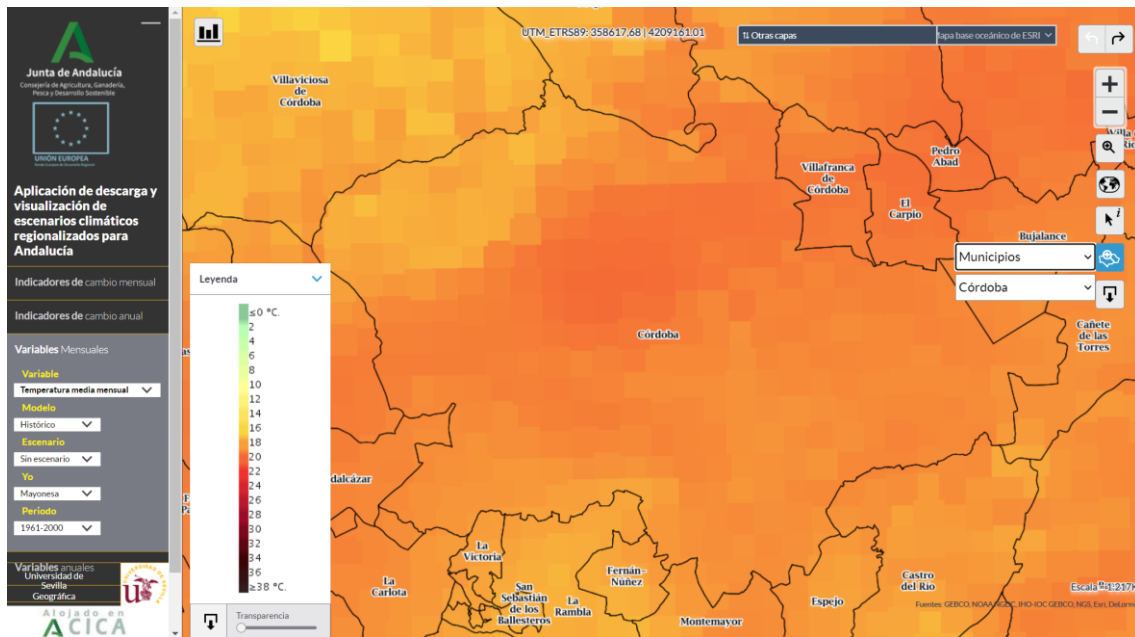 Junta de Andalucía
Consejería de Agricultura, Ganadería,
Pesca y Desarrollo Sostenible
UNIÓN EUROPEA
Aplicación de descarga y
visualización de
escenarios climáticos
regionalizados para
Andalucía
Indicadores de cambio mensual
Indicadores de cambio anual
Variables Mensuales
Variable
Temperatura media mensual
Modelo
Histórico
Escenario
Sin escenario
Yo
Mayonesa
Período
1961-2000
Variables anuales
Universidad de
Sevilla
Geográfica
Alojado en
ACICA
UTM_ETRS89: 358617,68 | 4209161.01
Otras capas
Mapa base oceánico de ESRI
Villaviciosa
de
Córdoba
Villafranca
de
Córdoba
Pedro
Abad
El
Carpio
Bujalance
Municipios
Córdoba
Cañete
de las
Torres
Córdoba
Leyenda
≤0 °C.
2
4
6
8
10
12
14
16
18
20
22
24
26
28
30
32
34
36
≥38 °C.
Transparencia
dalcázar
La
Victoria
La
Carlota
San
Sebastián
de los
Ballesteros
La
Rambla
Fernán-
Núñez
Montemayor
Espejo
Castro
del Río
Escala
1:217K
Fuentes: GEBCO, NOAA, NGDC, IHO-IOC GEBCO, NGS, Esri, DeLorme